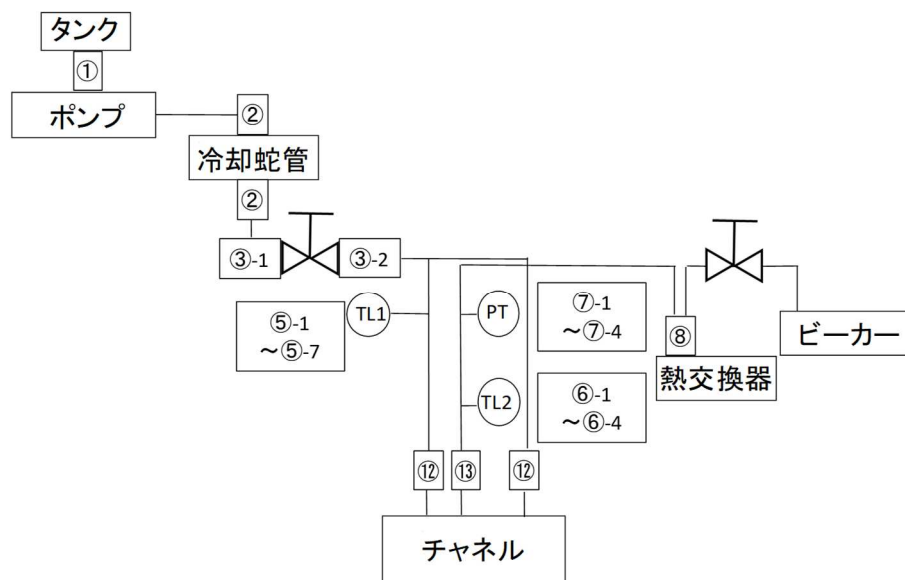 タンク
①
ポンプ
②
冷却蛇管
②
③-1
③-2
⑤-1
～⑤-7
TL1
PT
⑦-1
～⑦-4
⑧
ビーカー
熱交換器
TL2
⑥-1
～⑥-4
⑫
⑬
⑫
チャネル